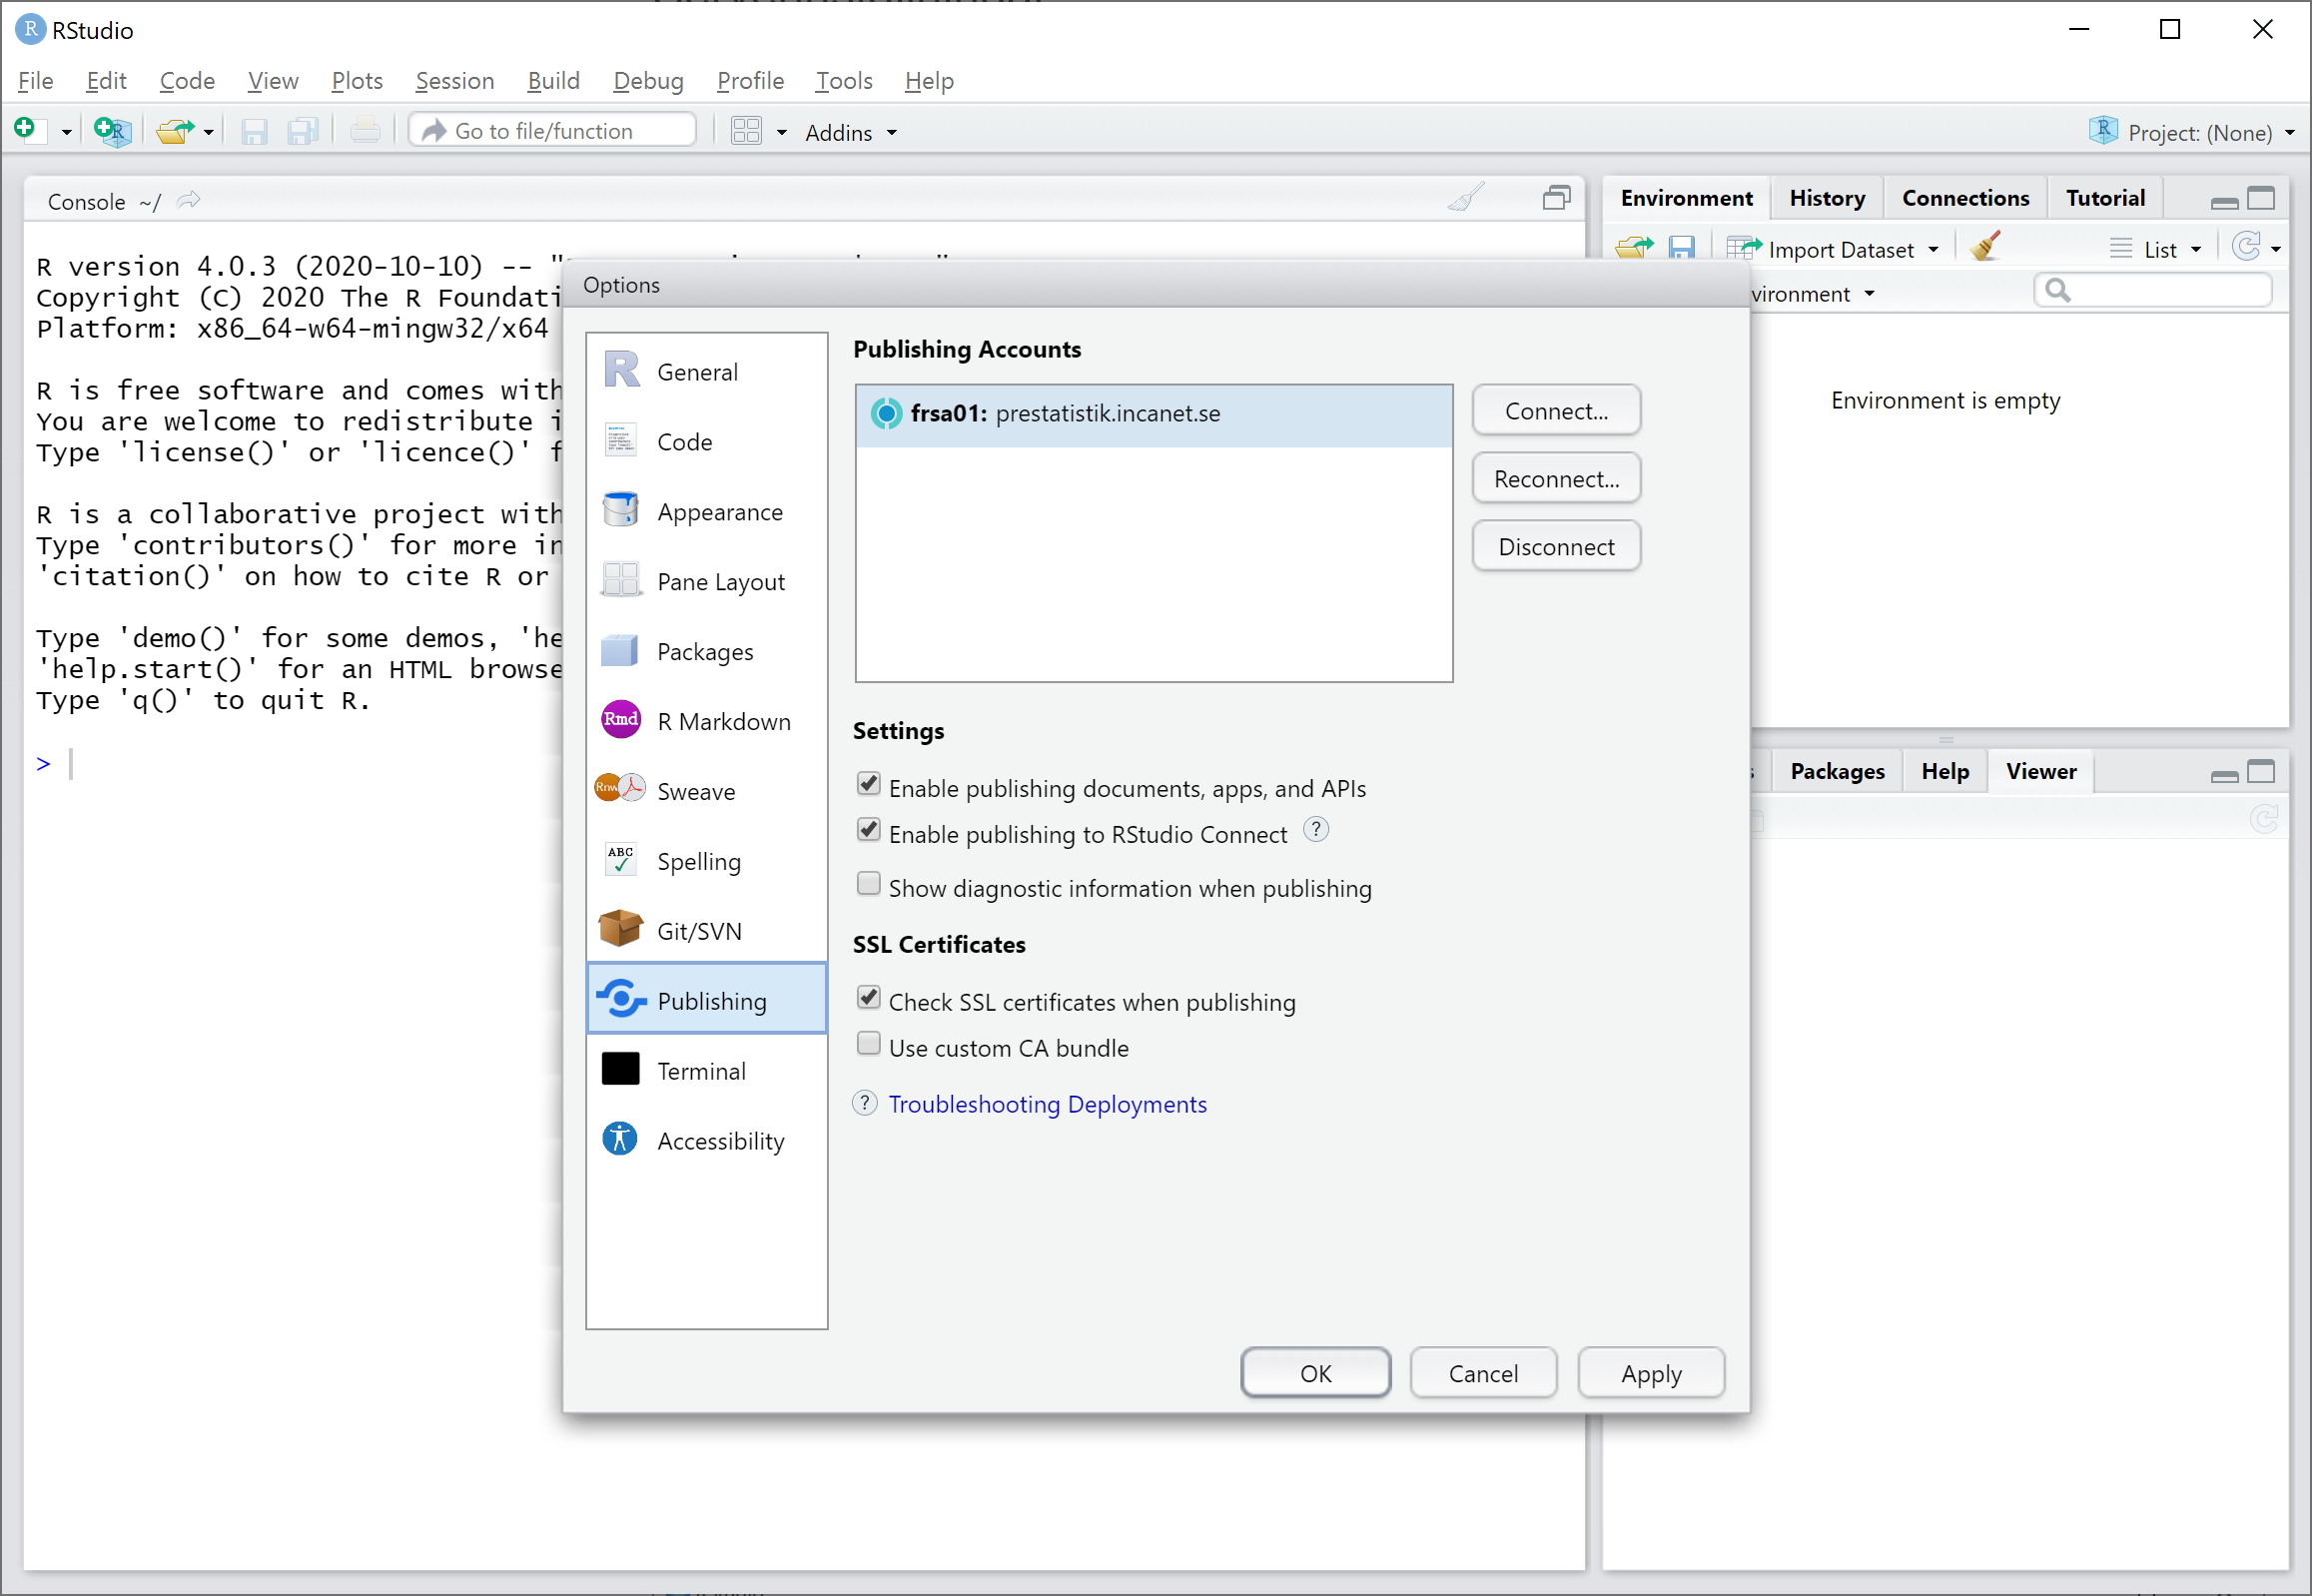 RStudio
File Edit Code View Plots Session Build Debug Profile Tools Help
Go to file/function Addins Project: (None)
Console ~/
R version 4.0.3 (2020-10-10) -- "
Copyright (C) 2020 The R Foundati
Platform: x86_64-w64-mingw32/x64
R is free software and comes with
You are welcome to redistribute i
Type 'license()' or 'licence()' f
R is a collaborative project with
Type 'contributors()' for more in
'citation()' on how to cite R or
Type 'demo()' for some demos, 'he
'help.start()' for an HTML browse
Type 'q()' to quit R.
>
Options
General
Code
Appearance
Pane Layout
Packages
Rmd R Markdown
Rnw Sweave
ABC Spelling
Git/SVN
Publishing
Terminal
Accessibility
Publishing Accounts
frsa01: prestatistik.incanet.se
Connect...
Reconnect...
Disconnect
Settings
Enable publishing documents, apps, and APIs
Enable publishing to RStudio Connect ?
Show diagnostic information when publishing
SSL Certificates
Check SSL certificates when publishing
Use custom CA bundle
? Troubleshooting Deployments
OK Cancel Apply
Environment History Connections Tutorial
Import Dataset List
vironment
Environment is empty
Packages Help Viewer